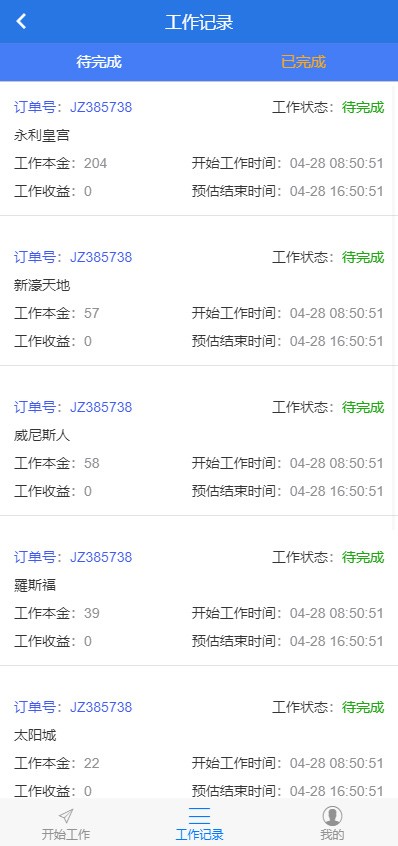 工作记录
待完成 已完成
订单号：JZ385738 工作状态：待完成
永利皇宫
工作本金：204 开始工作时间：04-28 08:50:51
工作收益：0 预估结束时间：04-28 16:50:51
订单号：JZ385738 工作状态：待完成
新濠天地
工作本金：57 开始工作时间：04-28 08:50:51
工作收益：0 预估结束时间：04-28 16:50:51
订单号：JZ385738 工作状态：待完成
威尼斯人
工作本金：58 开始工作时间：04-28 08:50:51
工作收益：0 预估结束时间：04-28 16:50:51
订单号：JZ385738 工作状态：待完成
羅斯福
工作本金：39 开始工作时间：04-28 08:50:51
工作收益：0 预估结束时间：04-28 16:50:51
订单号：JZ385738 工作状态：待完成
太阳城
工作本金：22 开始工作时间：04-28 08:50:51
工作收益：0 预估结束时间：04-28 16:50:51
开始工作 工作记录 我的